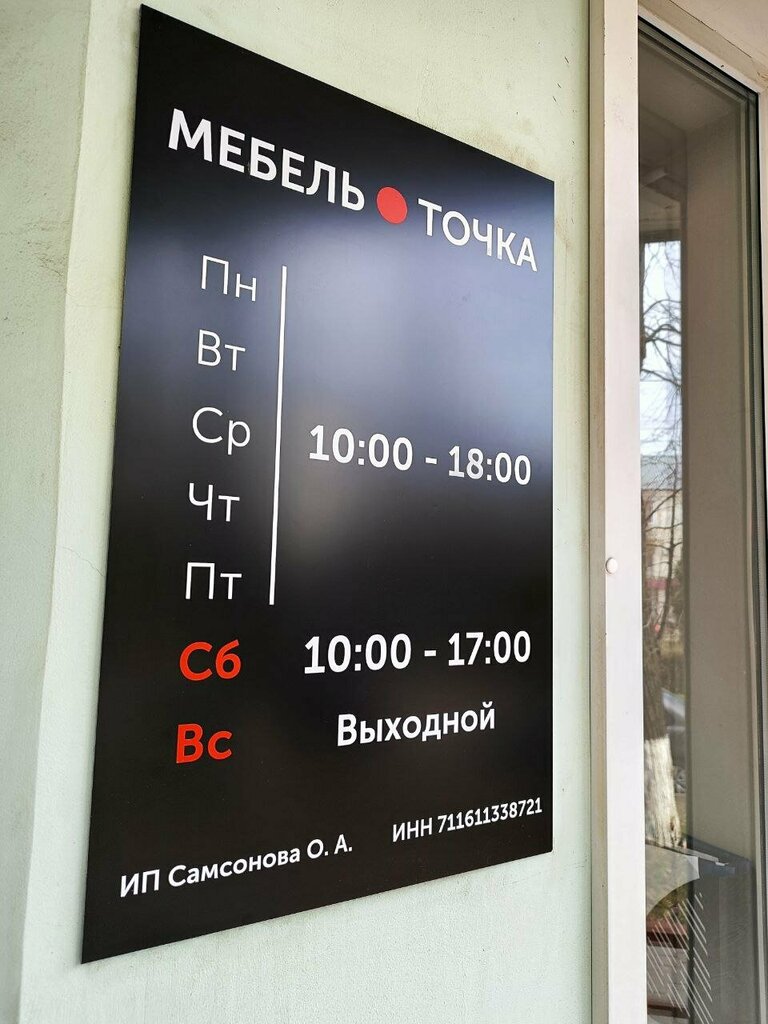 МЕБЕЛЬ ТОЧКА
Пн
Вт
Ср
Чт
Пт
10:00 - 18:00
Сб 10:00 - 17:00
Вс Выходной
ИП Самсонова О. А. ИНН 711611338721